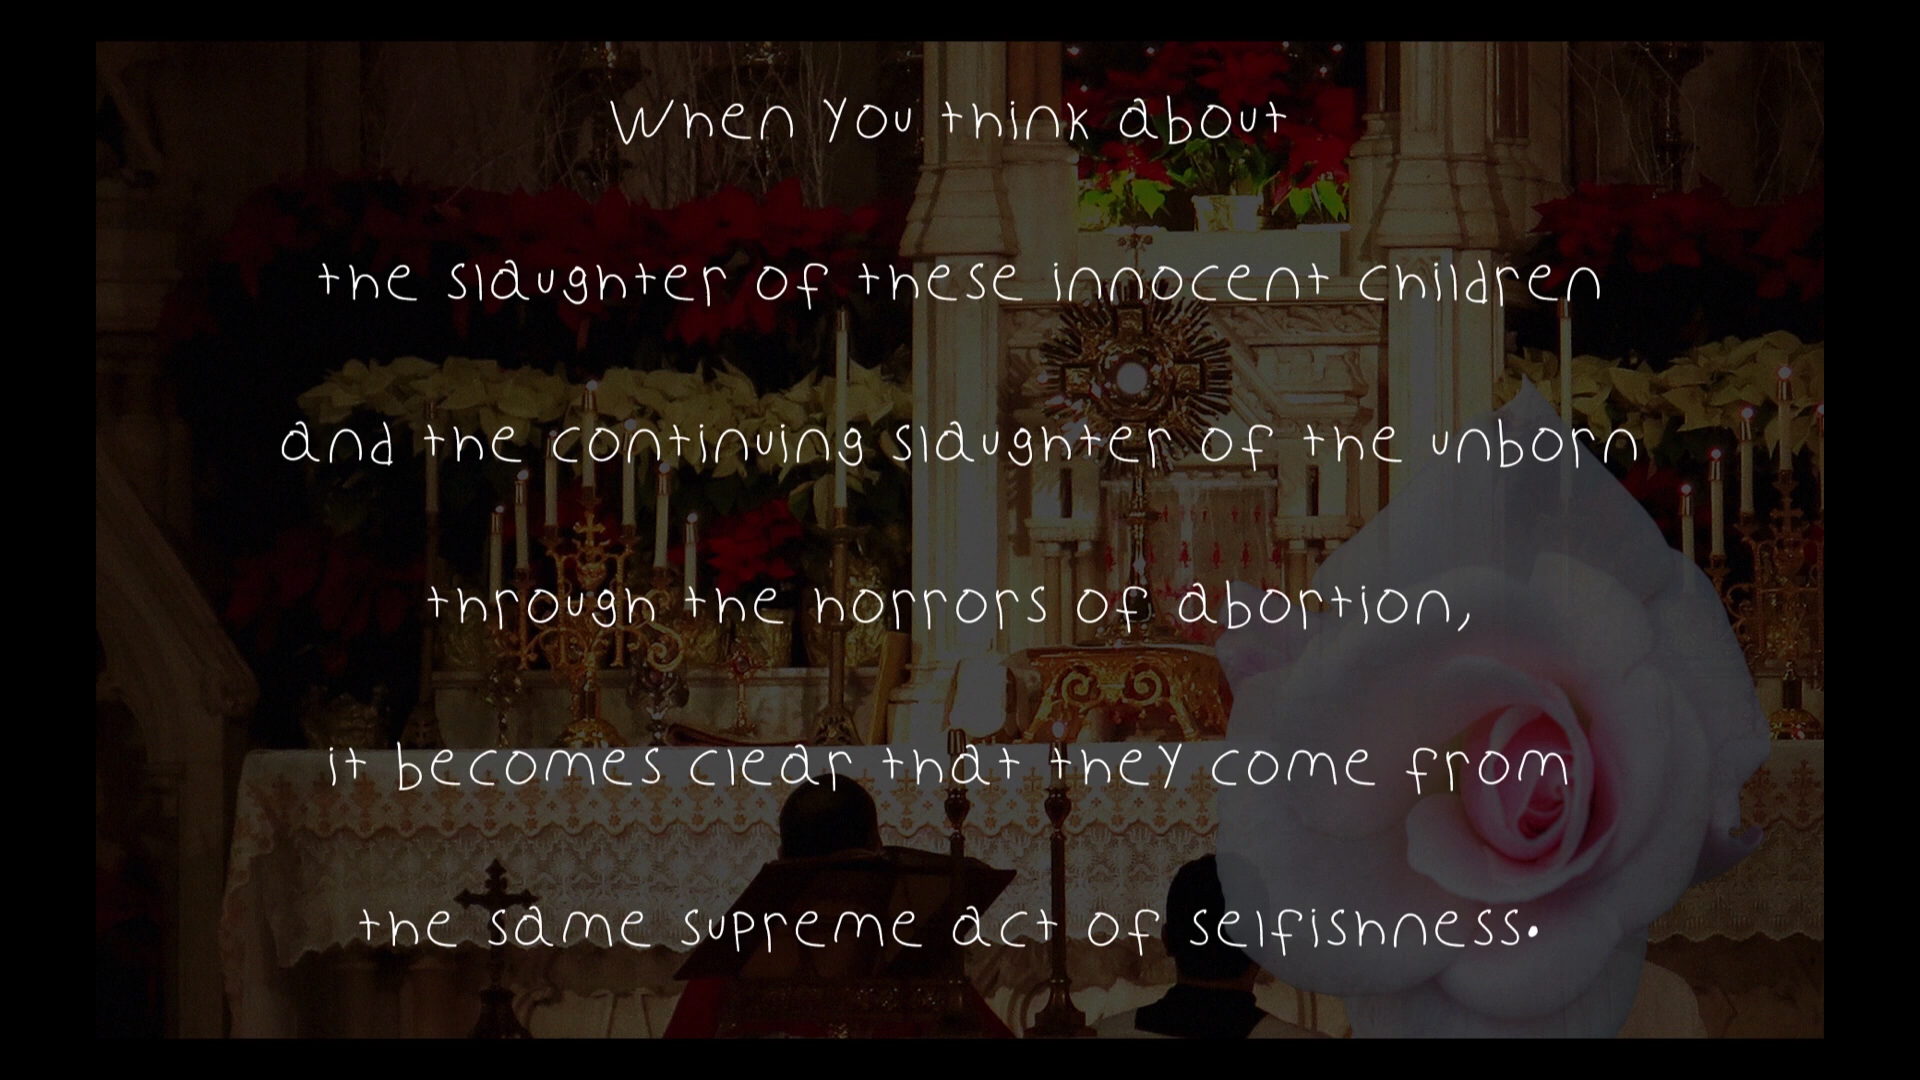 When you think about
the slaughter of these innocent children
and the continuing slaughter of the unborn
through the horrors of abortion,
it becomes clear that they come from
the same supreme act of selfishness.